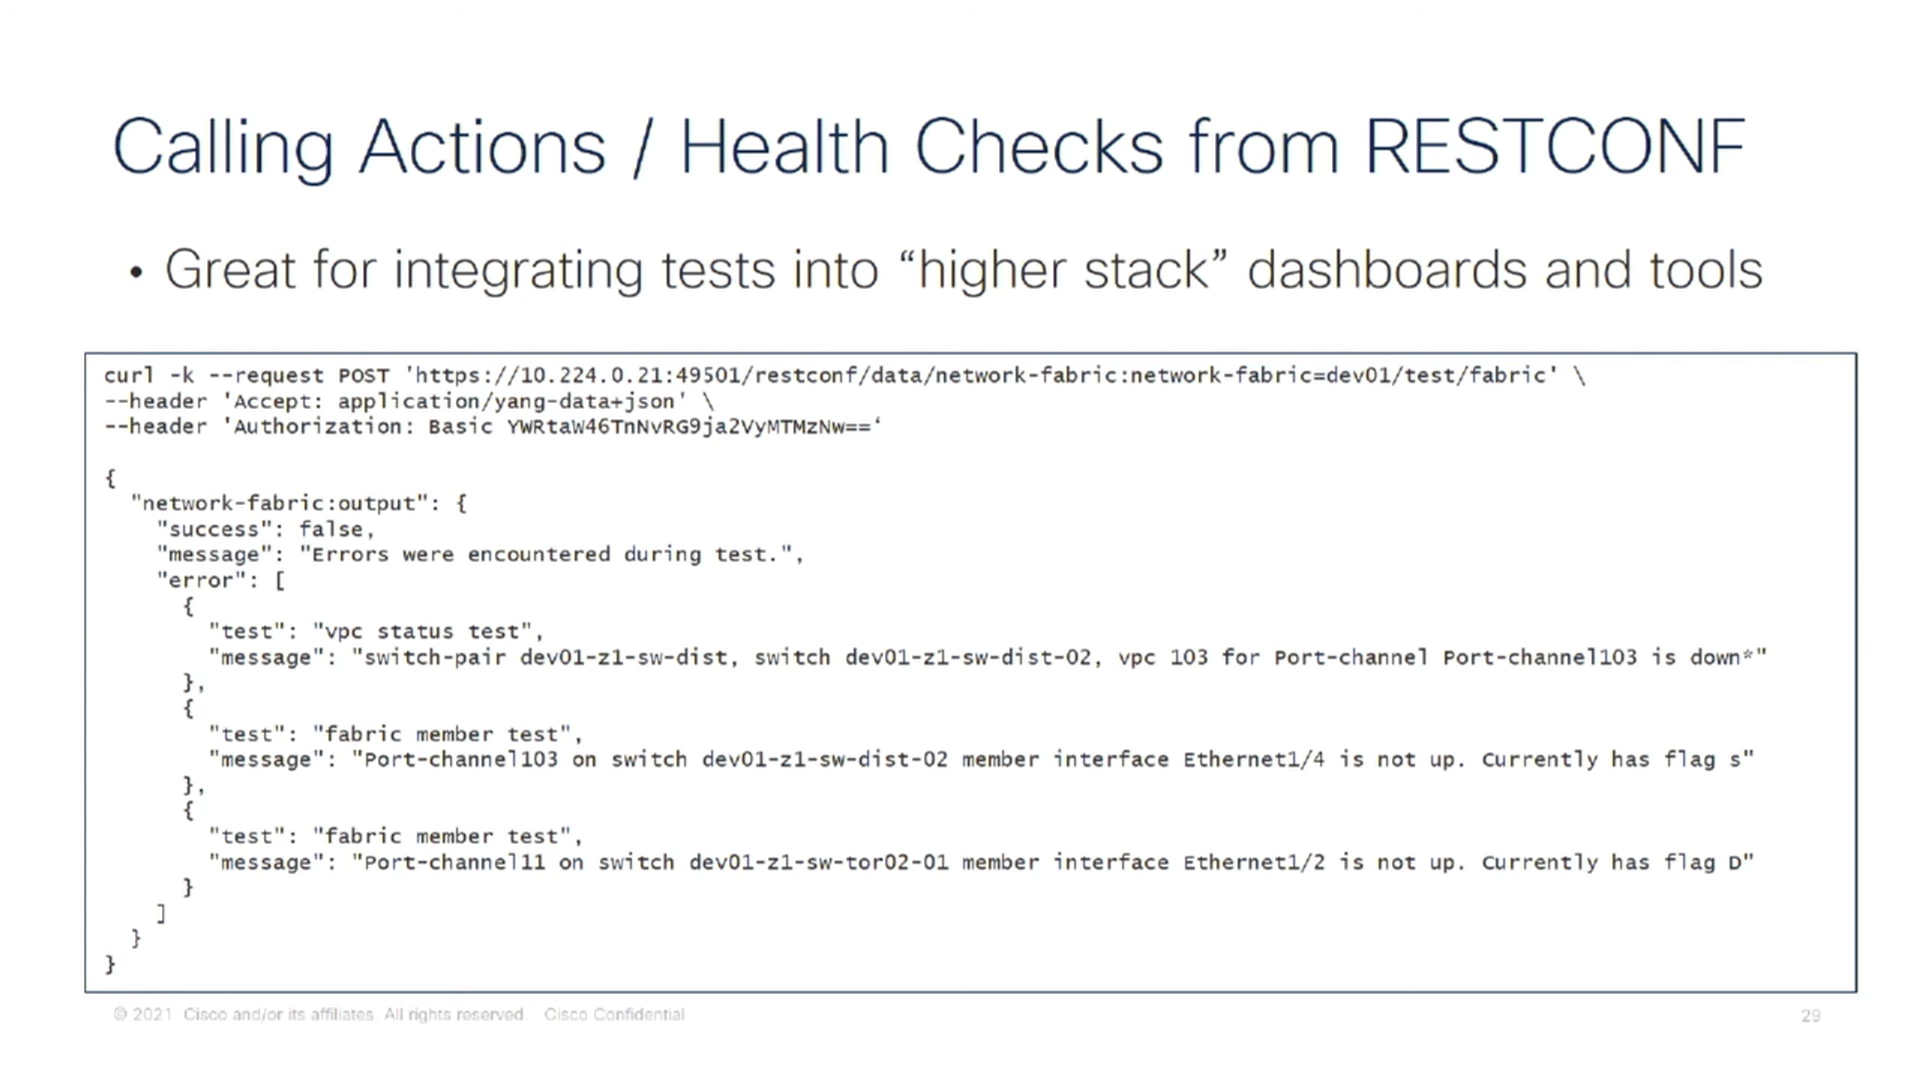 Calling Actions / Health Checks from RESTCONF
• Great for integrating tests into “higher stack” dashboards and tools
curl -k --request POST 'https://10.224.0.21:49501/restconf/data/network-fabric:network-fabric=dev01/test/fabric' \
--header 'Accept: application/yang-data+json' \
--header 'Authorization: Basic YWRtaW46TnNvRG9ja2VyMTMzNw==‘
{
"network-fabric:output": {
"success": false,
"message": "Errors were encountered during test.",
"error": [
{
"test": "vpc status test",
"message": "switch-pair dev01-z1-sw-dist, switch dev01-z1-sw-dist-02, vpc 103 for Port-channel Port-channel103 is down*"
},
{
"test": "fabric member test",
"message": "Port-channel103 on switch dev01-z1-sw-dist-02 member interface Ethernet1/4 is not up. Currently has flag s"
},
{
"test": "fabric member test",
"message": "Port-channel11 on switch dev01-z1-sw-tor02-01 member interface Ethernet1/2 is not up. Currently has flag D"
}
]
}
}
© 2021 Cisco and/or its affiliates. All rights reserved. Cisco Confidential
29